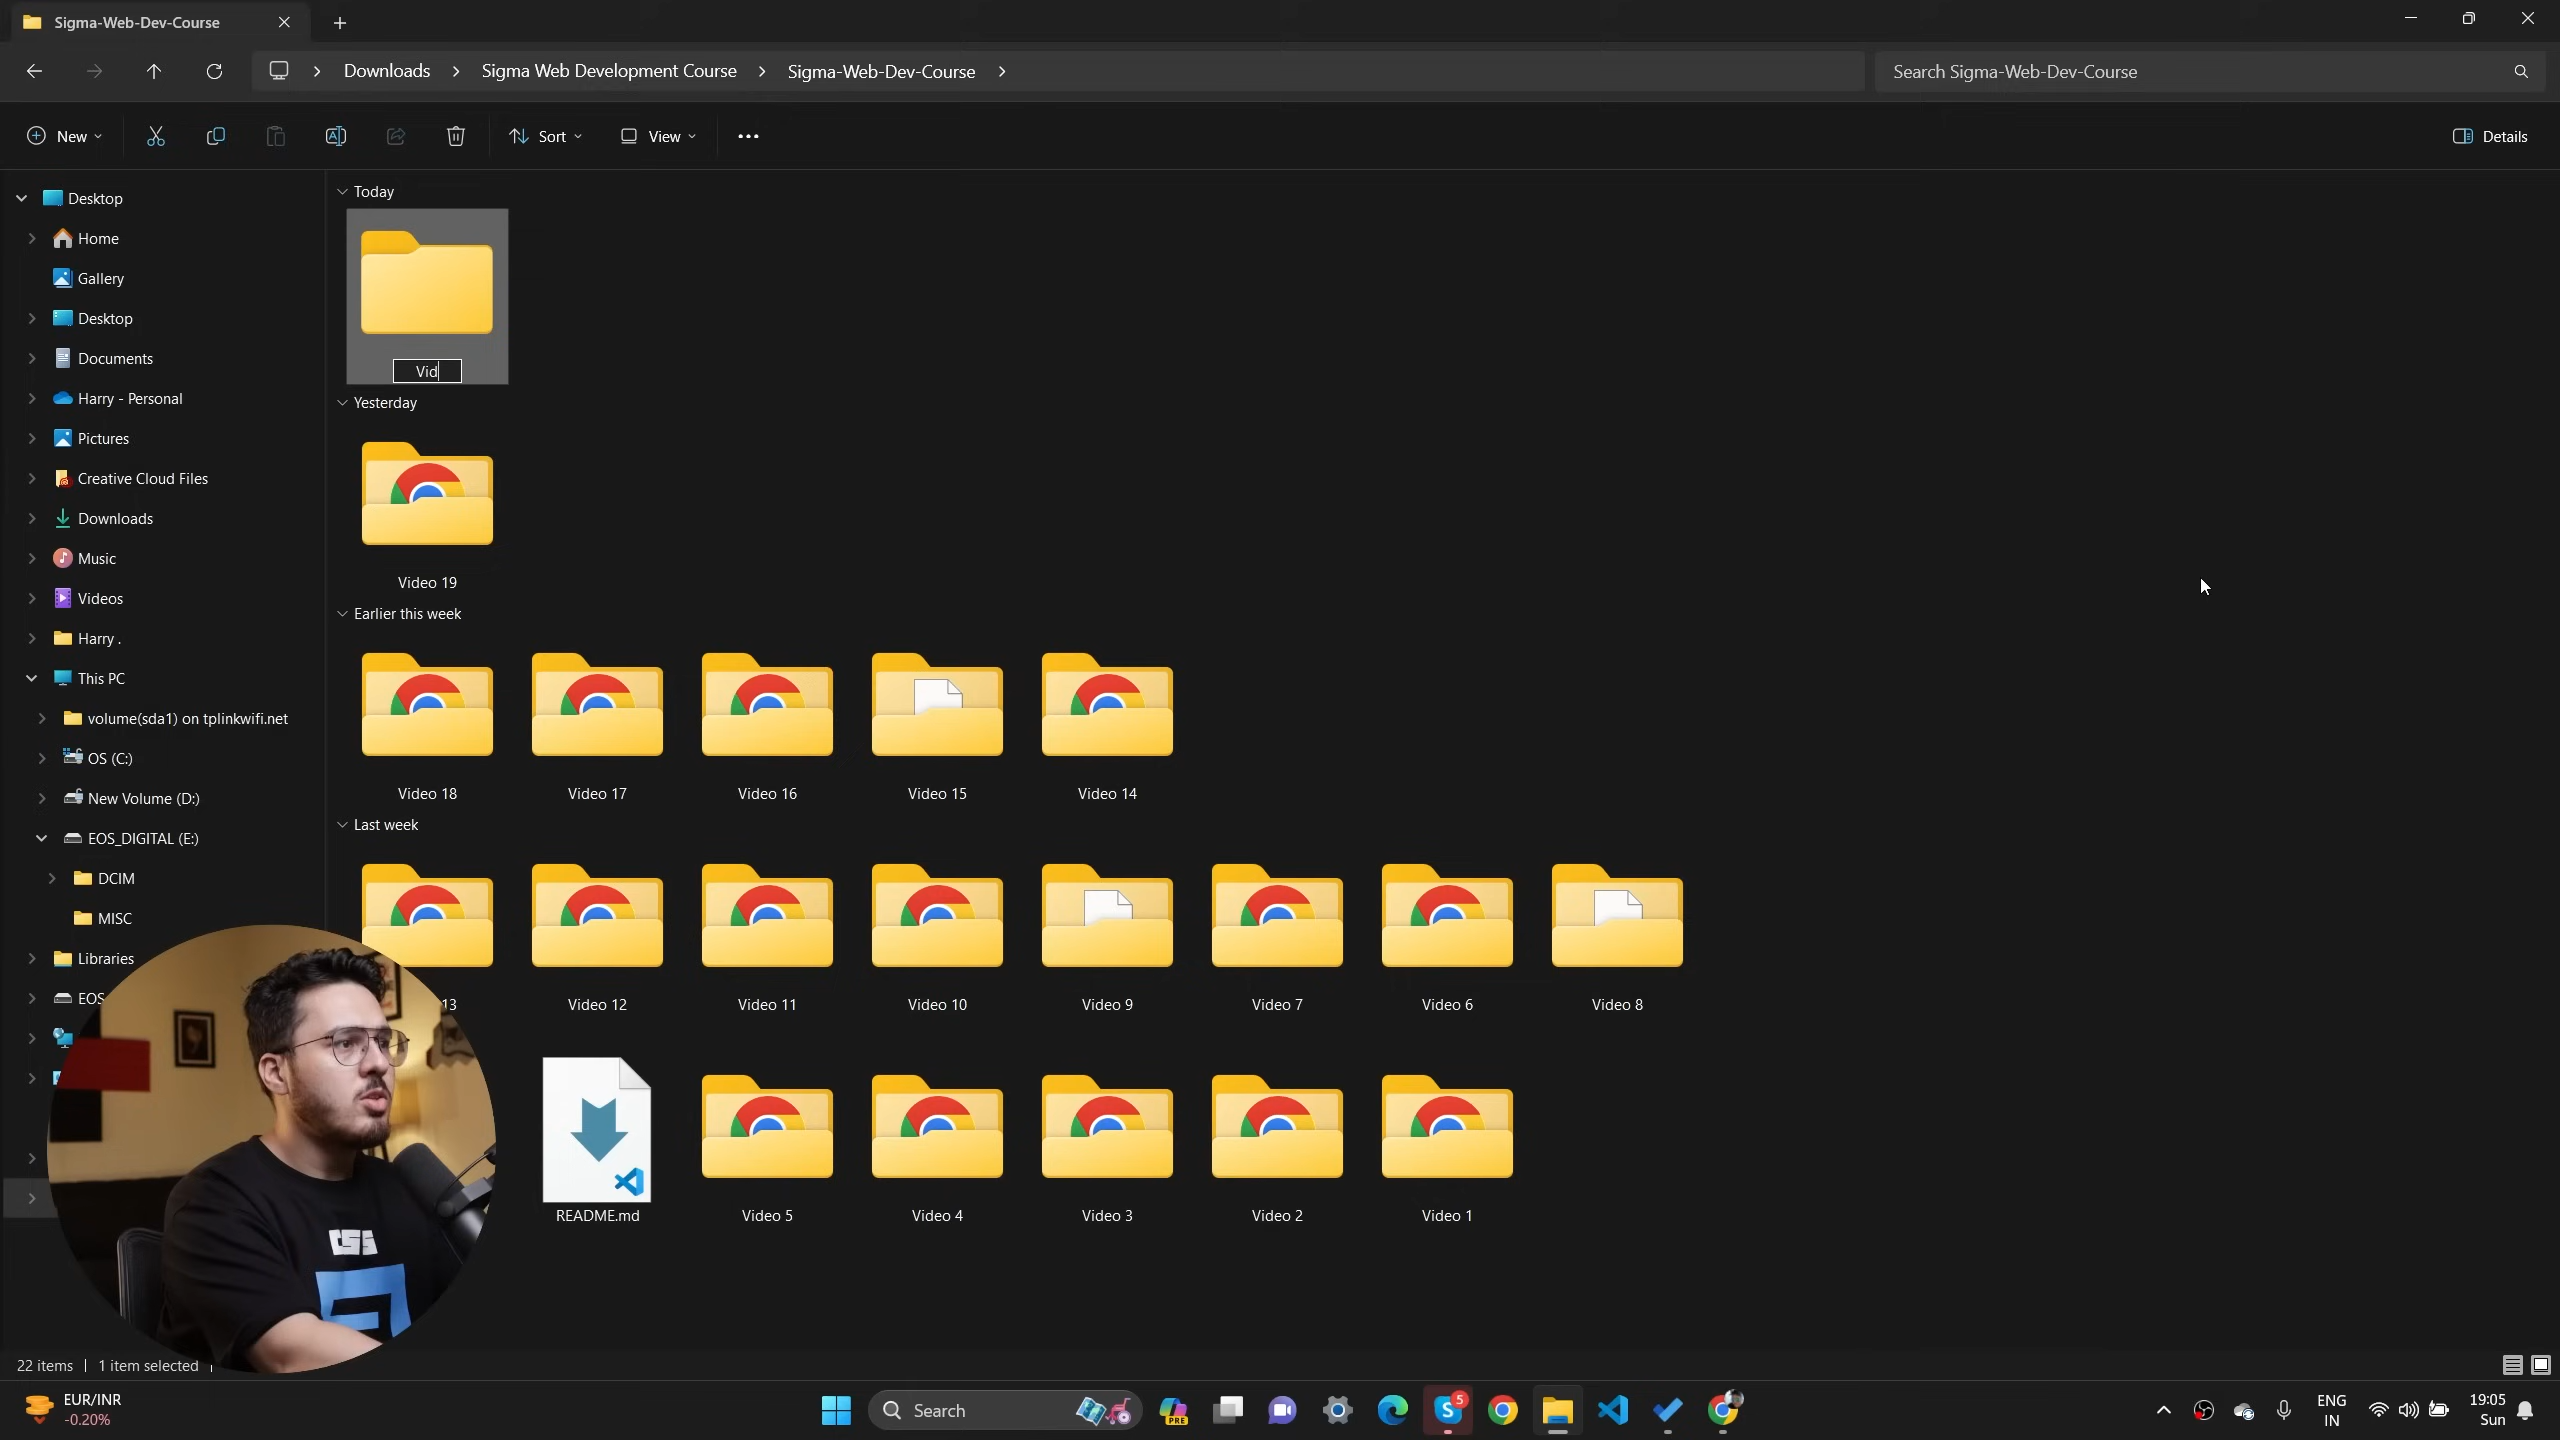 Sigma-Web-Dev-Course
Downloads
Sigma Web Development Course
Sigma-Web-Dev-Course
Search Sigma-Web-Dev-Course
New
Sort
View
Details
Desktop
Home
Gallery
Desktop
Documents
Harry - Personal
Pictures
Creative Cloud Files
Downloads
Music
Videos
Harry .
This PC
volume(sda1) on tplinkwifi.net
OS (C:)
New Volume (D:)
EOS_DIGITAL (E:)
DCIM
MISC
Libraries
EOS
Today
Vid
Yesterday
Video 19
Earlier this week
Video 18
Video 17
Video 16
Video 15
Video 14
Last week
13
Video 12
Video 11
Video 10
Video 9
Video 7
Video 6
Video 8
README.md
Video 5
Video 4
Video 3
Video 2
Video 1
CSS
22 items
1 item selected
EUR/INR
-0.20%
Search
PRE
5
ENG
IN
19:05
Sun